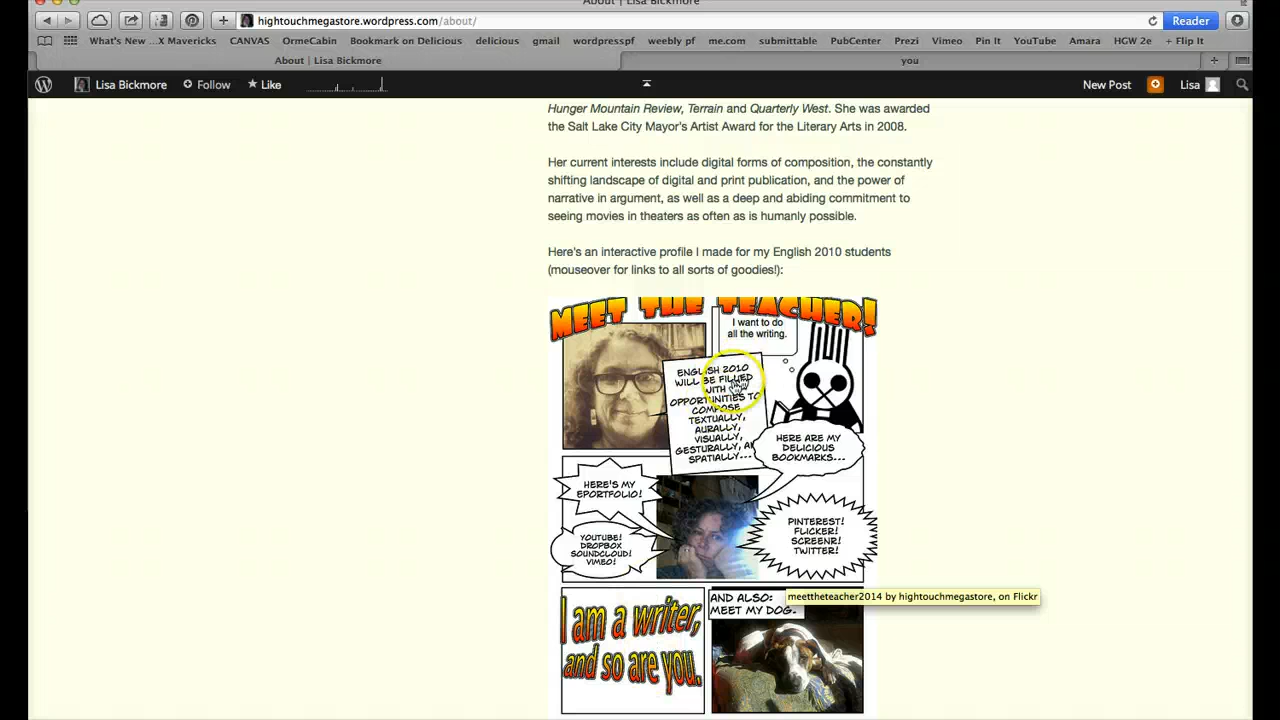 About | Lisa Bickmore
hightouchmegastore.wordpress.com/about/
Reader
What's New ...X Mavericks CANVAS OrmeCabin Bookmark on Delicious delicious gmail wordpresspf weebly pf me.com submittable PubCenter Prezi Vimeo Pin It YouTube Amara HGW 2e + Flip It
About | Lisa Bickmore
you
Lisa Bickmore Follow Like New Post Lisa
Hunger Mountain Review, Terrain and Quarterly West. She was awarded
the Salt Lake City Mayor's Artist Award for the Literary Arts in 2008.
Her current interests include digital forms of composition, the constantly
shifting landscape of digital and print publication, and the power of
narrative in argument, as well as a deep and abiding commitment to
seeing movies in theaters as often as is humanly possible.
Here's an interactive profile I made for my English 2010 students
(mouseover for links to all sorts of goodies!):
MEET THE TEACHER!
I want to do
all the writing.
ENGLISH 2010
WILL BE FILLED
WITH
OPPORTUNITIES TO
COMPOSE
TEXTUALLY,
AURALLY,
VISUALLY,
GESTURALLY,
SPATIALLY...
HERE ARE MY
DELICIOUS
BOOKMARKS...
HERE'S MY
EPORTFOLIO!
YOUTUBE!
DROPBOX
SOUNDCLOUD!
VIMEO!
PINTEREST!
FLICKER!
SCREENR!
TWITTER!
I am a writer,
and so are you.
AND ALSO:
MEET MY DOG.
meettheteacher2014 by hightouchmegastore, on Flickr